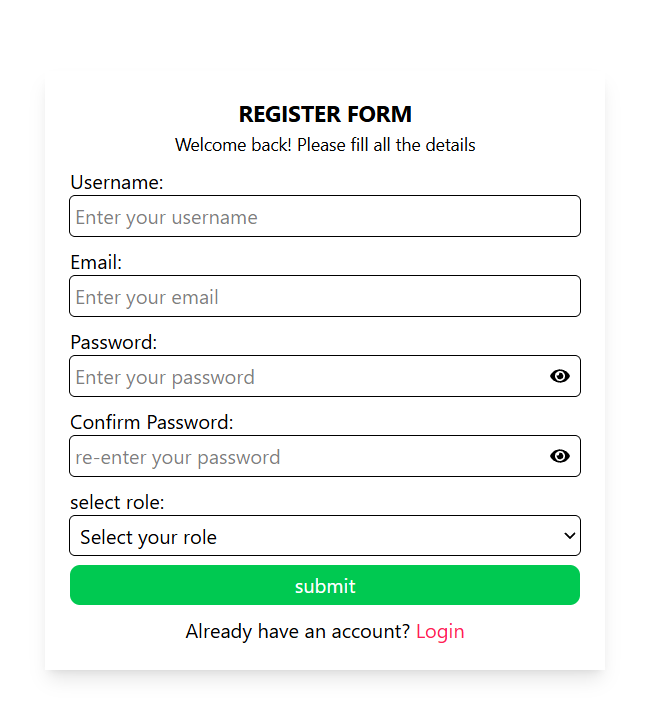 REGISTER FORM
Welcome back! Please fill all the details
Username:
Enter your username
Email:
Enter your email
Password:
Enter your password
Confirm Password:
re-enter your password
select role:
Select your role
submit
Already have an account? Login